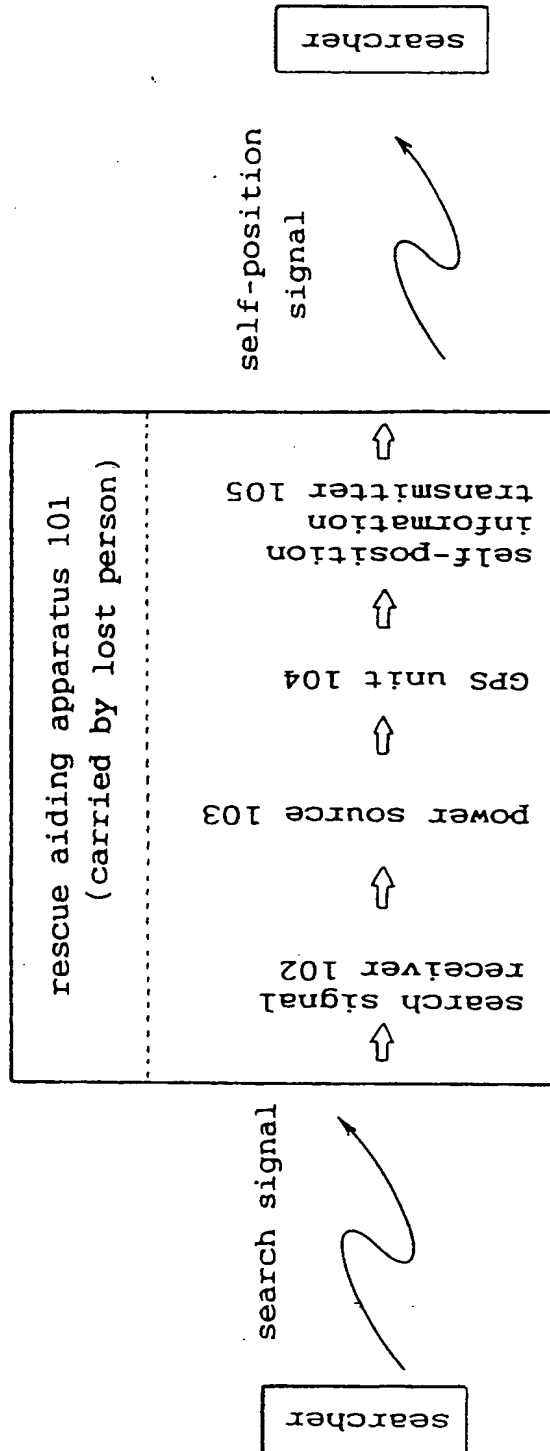 searcher
search signal
rescue aiding apparatus 101
(carried by lost person)
search signal
receiver 102
power source 103
GPS unit 104
self-position
information
transmitter 105
self-position
signal
searcher